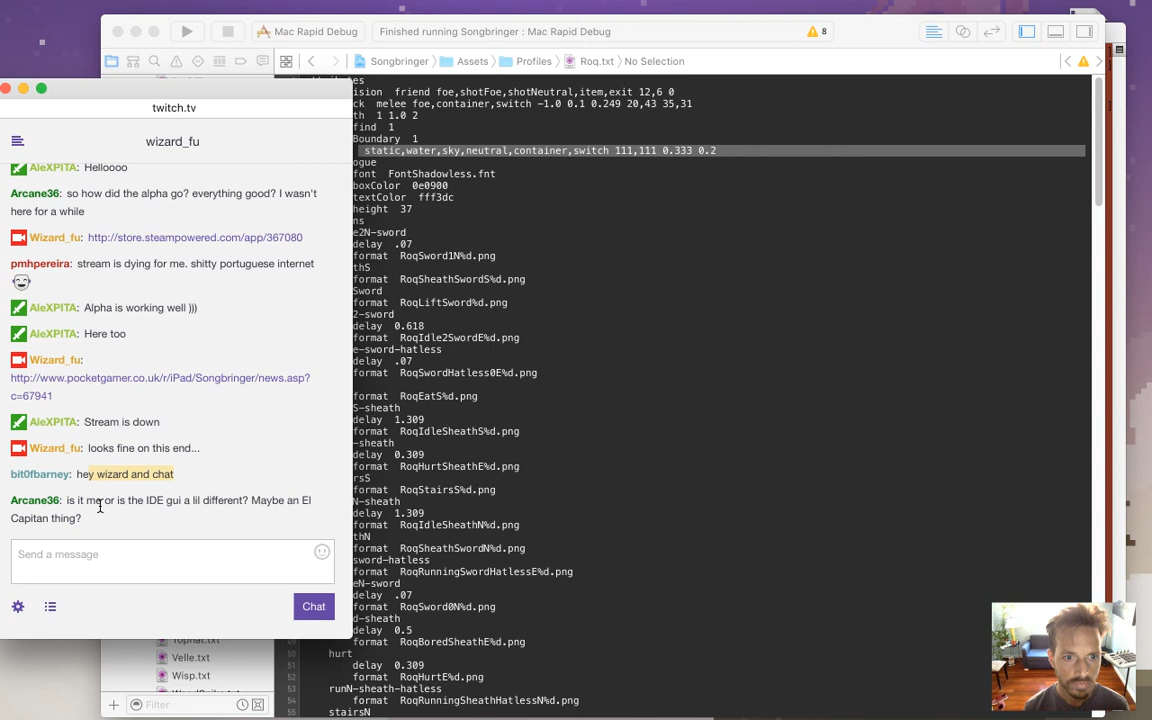 Mac Rapid Debug
Finished running Songbringer : Mac Rapid Debug
8
Songbringer
Assets
Profiles
Roq.txt
No Selection
twitch.tv
wizard_fu
AleXPITA: Helloooo
Arcane36: so how did the alpha go? everything good? I wasn't
here for a while
Wizard_fu: http://store.steampowered.com/app/367080
pmhpereira: stream is dying for me. shitty portuguese internet
AleXPITA: Alpha is working well )))
AleXPITA: Here too
Wizard_fu:
http://www.pocketgamer.co.uk/r/iPad/Songbringer/news.asp?
c=67941
AleXPITA: Stream is down
Wizard_fu: looks fine on this end...
bit0fbarney: hey wizard and chat
Arcane36: is it me or is the IDE gui a lil different? Maybe an El
Capitan thing?
Send a message
Chat
Velle.txt
Wisp.txt
Filter
ision friend foe,shotFoe,shotNeutral,item,exit 12,6 0
ck melee foe,container,switch -1.0 0.1 0.249 20,43 35,31
th 1 1.0 2
find 1
Boundary 1
static,water,sky,neutral,container,switch 111,111 0.333 0.2
ogue
font FontShadowless.fnt
boxColor 0e0900
textColor fff3dc
height 37
ns
e2N-sword
delay .07
format RoqSword1N%d.png
thS
format RoqSheathSwordS%d.png
Sword
format RoqLiftSword%d.png
2-sword
delay 0.618
format RoqIdle2SwordE%d.png
e-sword-hatless
delay .07
format RoqSwordHatless0E%d.png
format RoqEatS%d.png
S-sheath
delay 1.309
format RoqIdleSheathS%d.png
-sheath
delay 0.309
format RoqHurtSheathE%d.png
rsS
format RoqStairsS%d.png
N-sheath
delay 1.309
format RoqIdleSheathN%d.png
thN
format RoqSheathSwordN%d.png
sword-hatless
format RoqRunningSwordHatlessE%d.png
eN-sword
delay .07
format RoqSword0N%d.png
d-sheath
delay 0.5
format RoqBoredSheathE%d.png
50 hurt
51 delay 0.309
52 format RoqHurtE%d.png
53 runN-sheath-hatless
54 format RoqRunningSheathHatlessN%d.png
55 stairsN